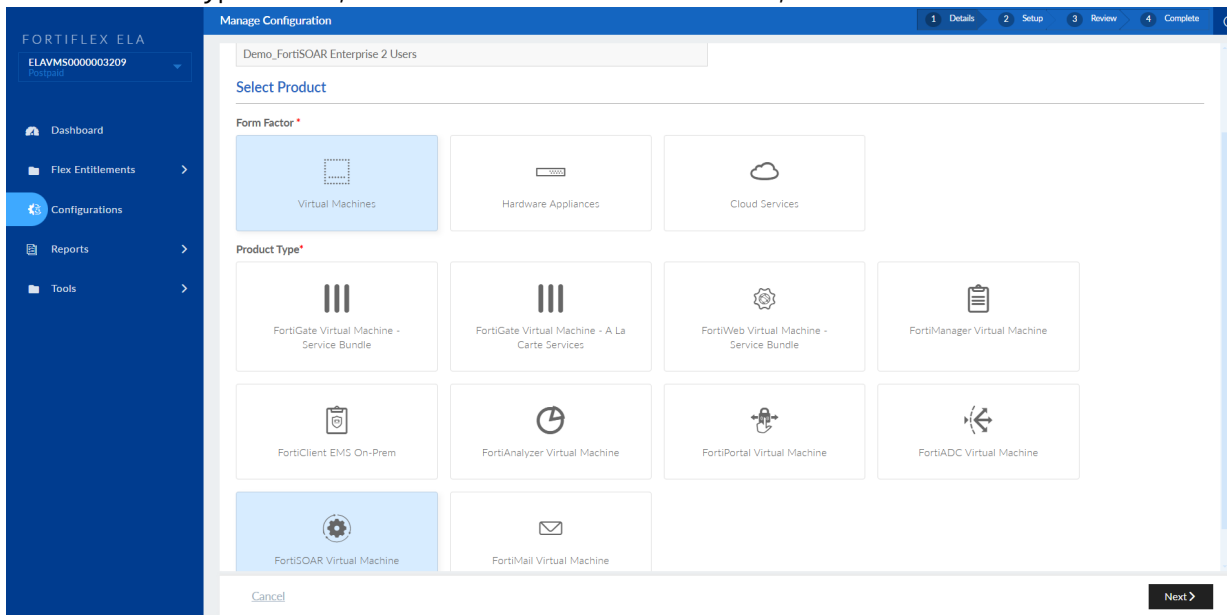 Manage Configuration
1 Details 2 Setup 3 Review 4 Complete
FORTIFLEX ELA
ELAVMS0000003209
Postpaid
Dashboard
Flex Entitlements
Configurations
Reports
Tools
Demo_FortiSOAR Enterprise 2 Users
Select Product
Form Factor *
Virtual Machines
Hardware Appliances
Cloud Services
Product Type*
FortiGate Virtual Machine -
Service Bundle
FortiGate Virtual Machine - A La
Carte Services
FortiWeb Virtual Machine -
Service Bundle
FortiManager Virtual Machine
FortiClient EMS On-Prem
FortiAnalyzer Virtual Machine
FortiPortal Virtual Machine
FortiADC Virtual Machine
FortiSOAR Virtual Machine
FortiMail Virtual Machine
Cancel
Next